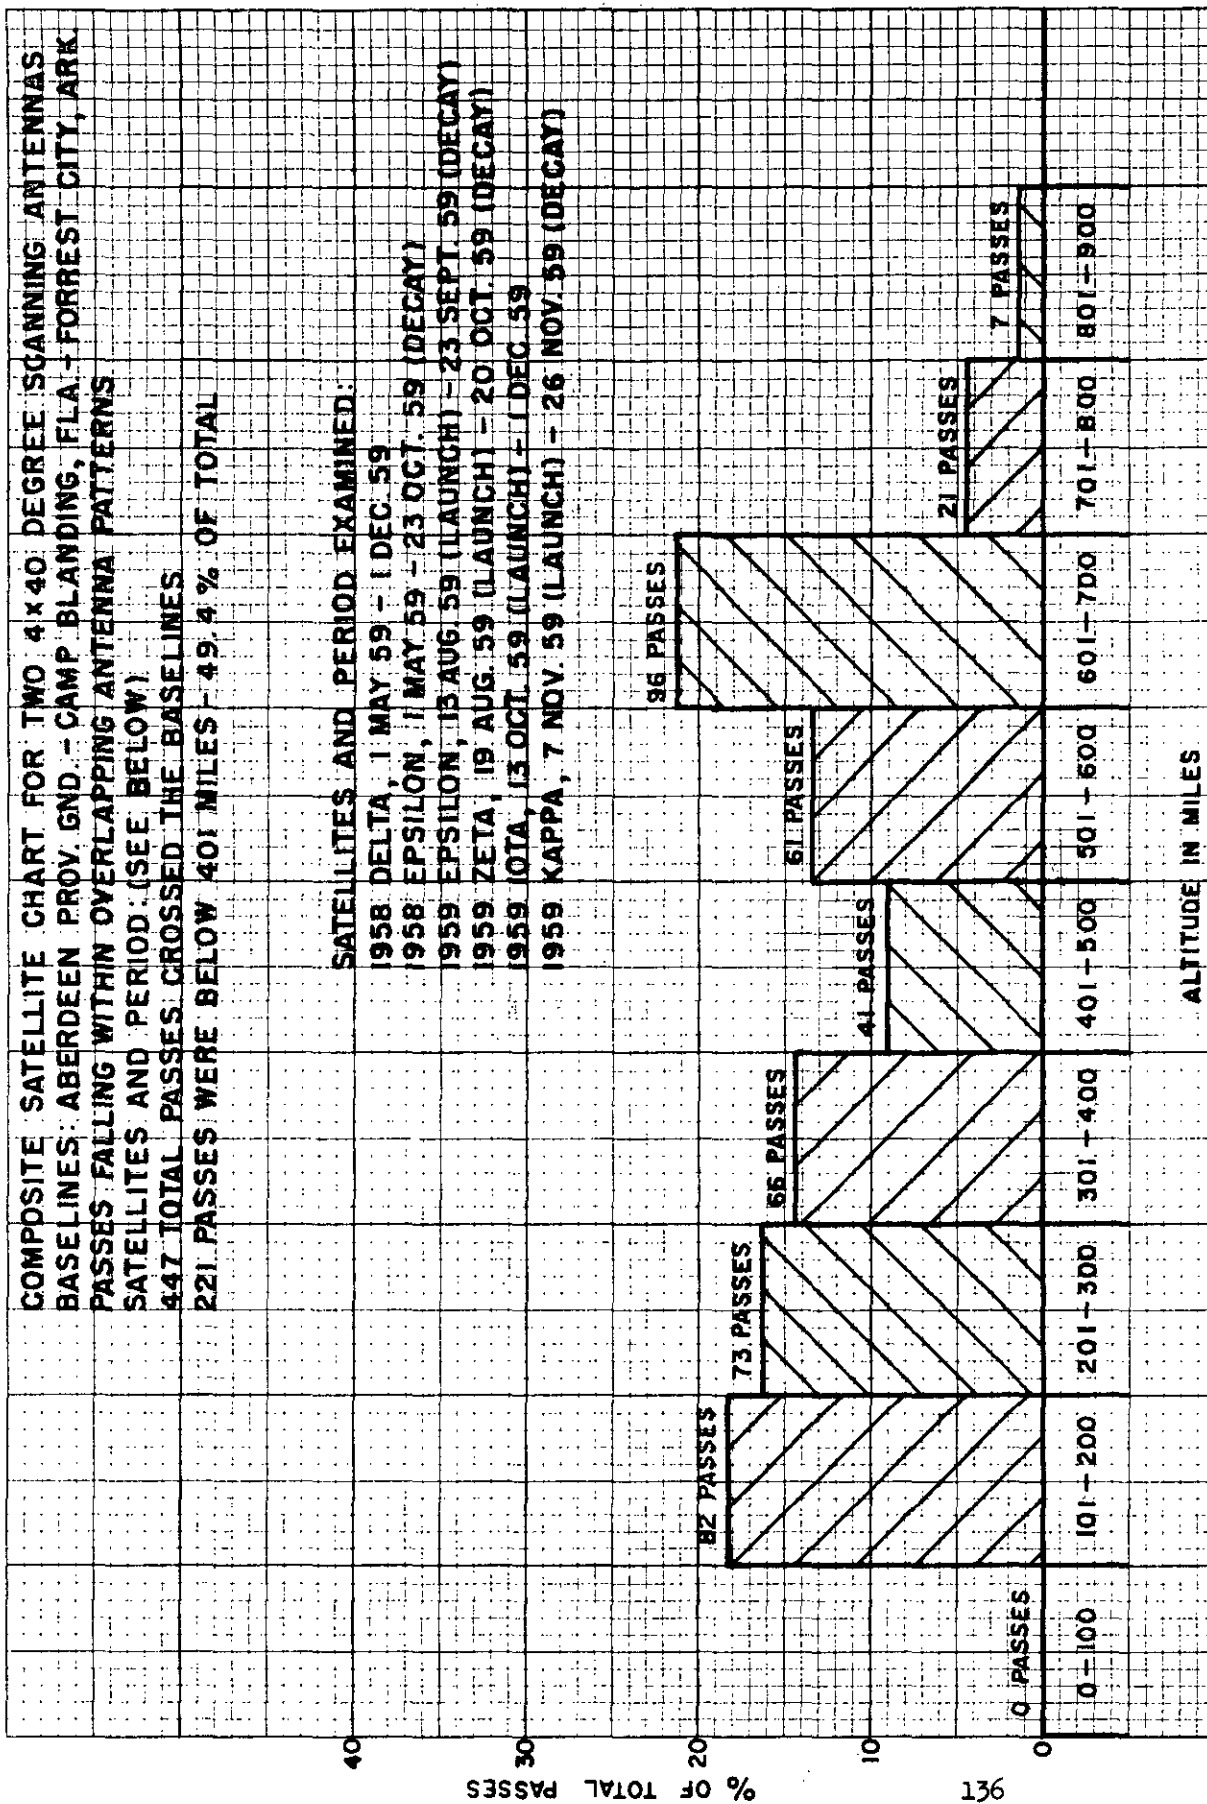 COMPOSITE SATELLITE CHART FOR TWO 4×40 DEGREE SCANNING ANTENNAS
BASELINES: ABERDEEN PROV. GND. - CAMP BLANDING, FLA - FORREST CITY, ARK.
PASSES FALLING WITHIN OVERLAPPING ANTENNA PATTERNS
SATELLITES AND PERIOD: (SEE BELOW)
447 TOTAL PASSES CROSSED THE BASELINES
221 PASSES WERE BELOW 401 MILES - 49.4 % OF TOTAL
SATELLITES AND PERIOD EXAMINED:
1958 DELTA, 1 MAY 59 - 1 DEC. 59
1958 EPSILON, 1 MAY 59 - 23 OCT. 59 (DECAY)
1959 EPSILON, 13 AUG. 59 (LAUNCH) - 23 SEPT. 59 (DECAY)
1959 ZETA, 19 AUG. 59 (LAUNCH) - 20 OCT. 59 (DECAY)
1959 IOTA, 13 OCT. 59 (LAUNCH) - 1 DEC. 59
1959 KAPPA, 7 NOV. 59 (LAUNCH) - 26 NOV. 59 (DECAY)
% OF TOTAL PASSES
40
30
20
10
0
0 PASSES
82 PASSES
73 PASSES
66 PASSES
41 PASSES
61 PASSES
96 PASSES
21 PASSES
7 PASSES
0-100
101-200
201-300
301-400
401-500
501-600
601-700
701-800
801-900
ALTITUDE IN MILES
136